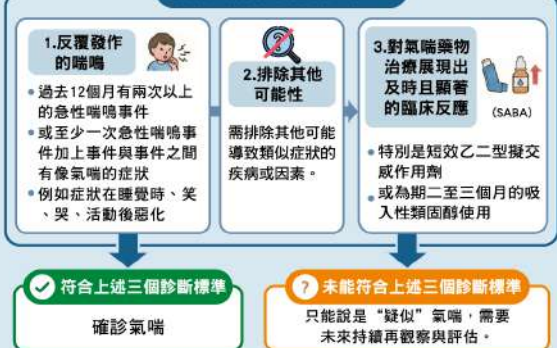 1.反覆發作
的喘鳴
• 過去12個月有兩次以上
的急性喘鳴事件
• 或至少一次急性喘鳴事
件加上事件與事件之間
有像氣喘的症狀
• 例如症狀在睡覺時、笑
、哭、活動後惡化
2.排除其他
可能性
需排除其他可能
導致類似症狀的
疾病或因素。
3.對氣喘藥物
治療展現出
及時且顯著
的臨床反應
(SABA)
• 特別是短效乙二型擬交
感作用劑
• 或為期二至三個月的吸
入性類固醇使用
符合上述三個診斷標準
確診氣喘
? 未能符合上述三個診斷標準
只能說是“疑似”氣喘,需要
未來持續再觀察與評估。